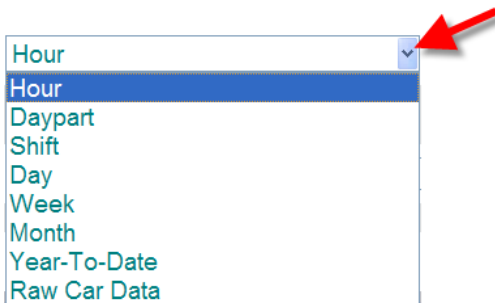 Hour
Hour
Daypart
Shift
Day
Week
Month
Year-To-Date
Raw Car Data